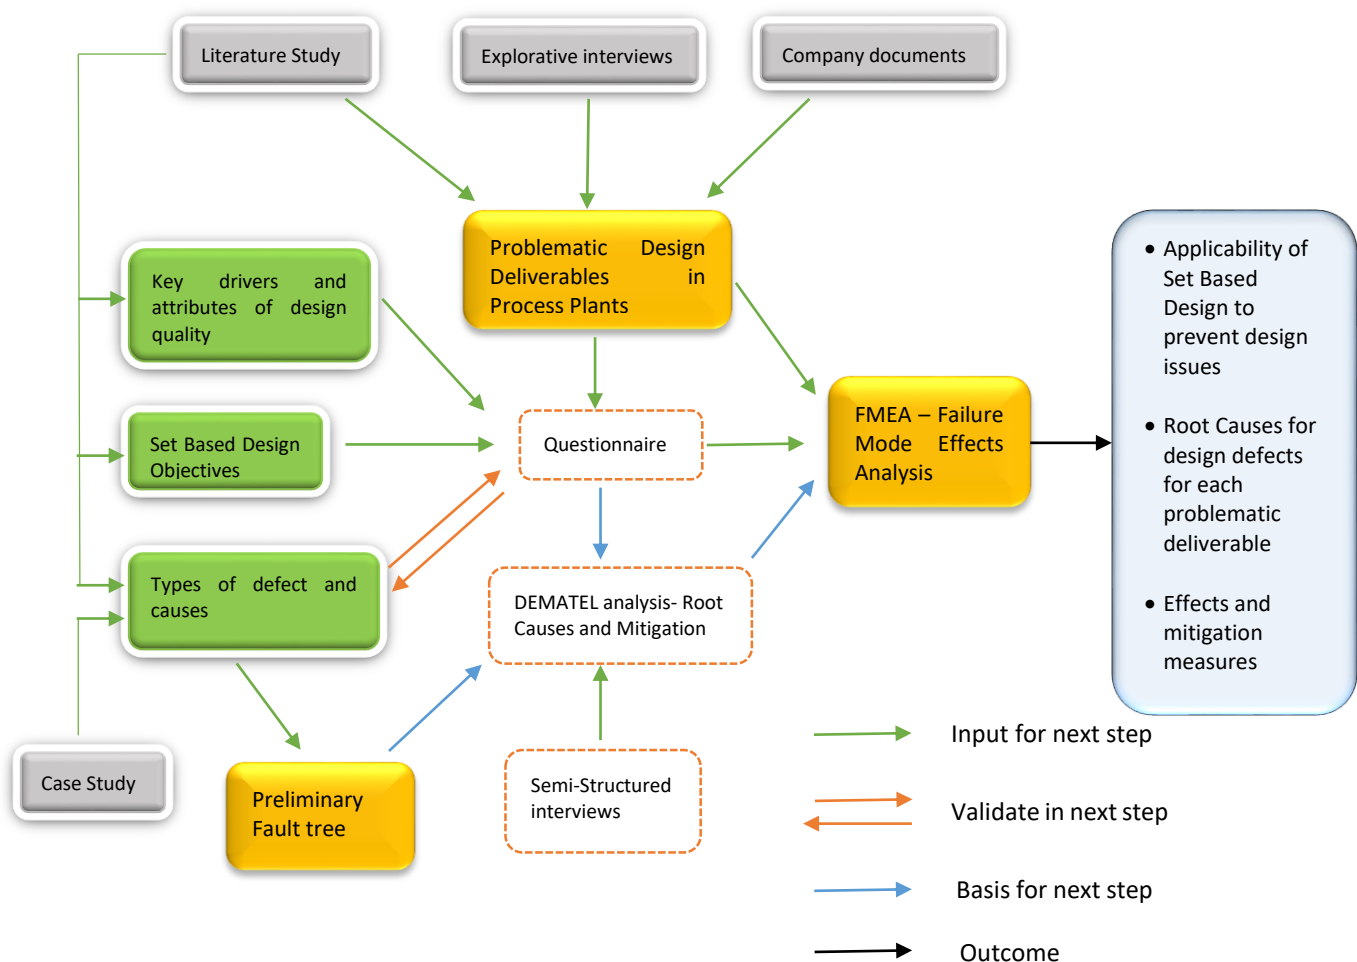 Literature Study
Explorative interviews
Company documents
Problematic Design
Deliverables in
Process Plants
Key drivers and
attributes of design
quality
Set Based Design
Objectives
Types of defect and
causes
Case Study
Preliminary
Fault tree
Questionnaire
DEMATEL analysis- Root
Causes and Mitigation
Semi-Structured
interviews
FMEA – Failure
Mode Effects
Analysis
• Applicability of
Set Based
Design to
prevent design
issues
• Root Causes for
design defects
for each
problematic
deliverable
• Effects and
mitigation
measures
Input for next step
Validate in next step
Basis for next step
Outcome